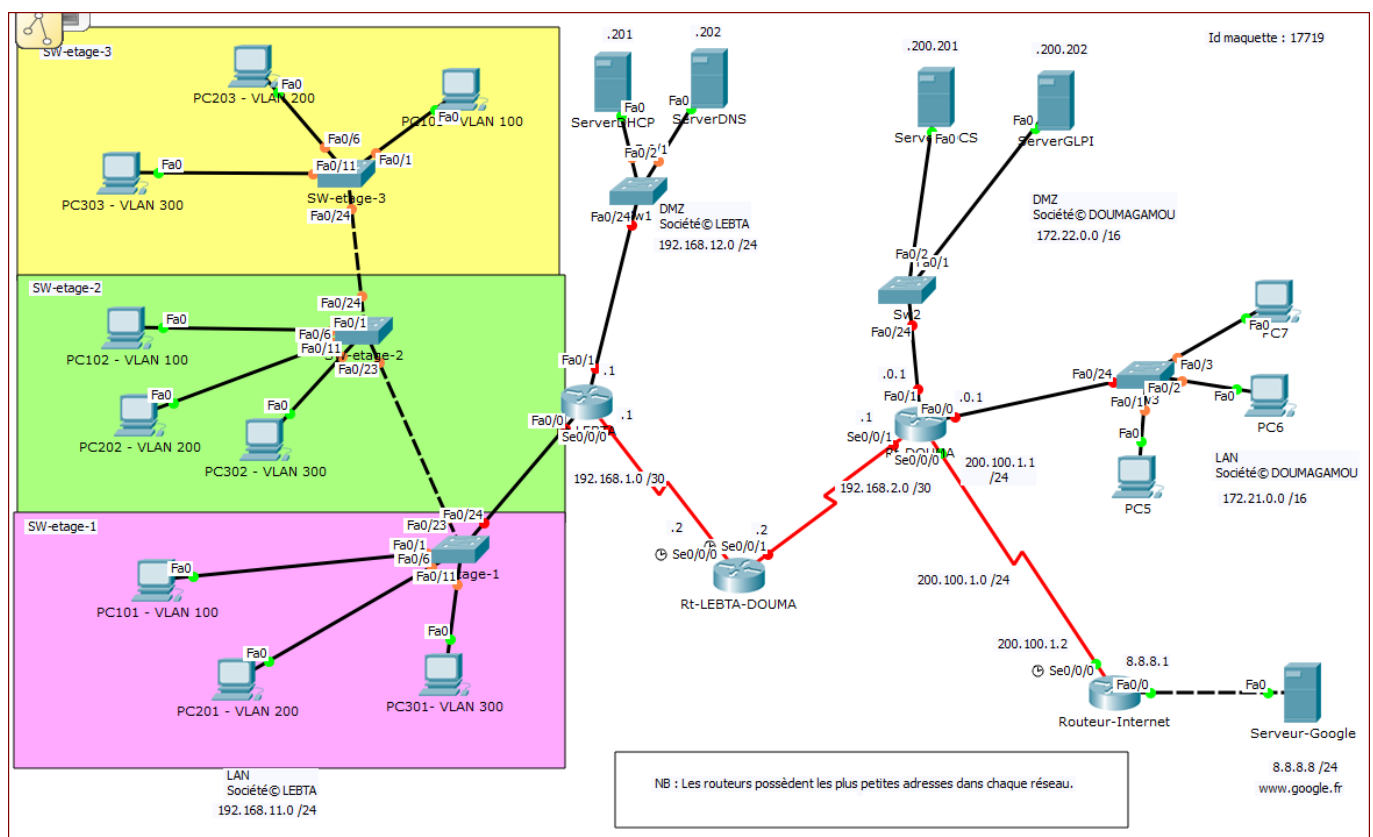 SW-etage-3
PC203 - VLAN 200
Fa0
Fa0
VLAN 100
Fa0/6
Fa0/1
Fa0/11
Fa0
PC303 - VLAN 300
SW-etage-3
Fa0/24
SW-etage-2
Fa0/24
Fa0
Fa0/1
Fa0/6
Fa0/11
PC102 - VLAN 100
Fa0/23
Fa0
PC202 - VLAN 200
Fa0
PC302 - VLAN 300
SW-etage-1
Fa0/24
Fa0/23
Fa0/1
Fa0/6
Fa0/11
Fa0
PC101 - VLAN 100
Fa0
PC201 - VLAN 200
Fa0
PC301- VLAN 300
LAN
Société© LEBTA
192.168.11.0 /24
.201
.202
Fa0
Fa0
ServerDHCP
ServerDNS
Fa0/2
Fa0/24
DMZ
Société© LEBTA
192.168.12.0 /24
Fa0/1
.1
Fa0/0
.1
Se0/0/0
192.168.1.0 /30
.2
.2
Se0/0/0
Se0/0/1
Rt-LEBTA-DOUMA
192.168.2.0 /30
.200.201
.200.202
Id maquette : 17719
Fa0
Fa0
ServerGLPI
DMZ
Société© DOUMAGAMOU
172.22.0.0 /16
Fa0/2
Fa0/1
Sw2
Fa0/24
.0.1
Fa0/1
Fa0/0
.0.1
.1
Se0/0/1
Se0/0/0
200.100.1.1
/24
Fa0/24
Fa0/3
Fa0/2
Fa0/1
Fa0
PC7
Fa0
PC6
Fa0
PC5
LAN
Société© DOUMAGAMOU
172.21.0.0 /16
200.100.1.0 /24
200.100.1.2
8.8.8.1
Se0/0/0
Fa0/0
Fa0
Routeur-Internet
Serveur-Google
8.8.8.8 /24
www.google.fr
NB : Les routeurs possèdent les plus petites adresses dans chaque réseau.